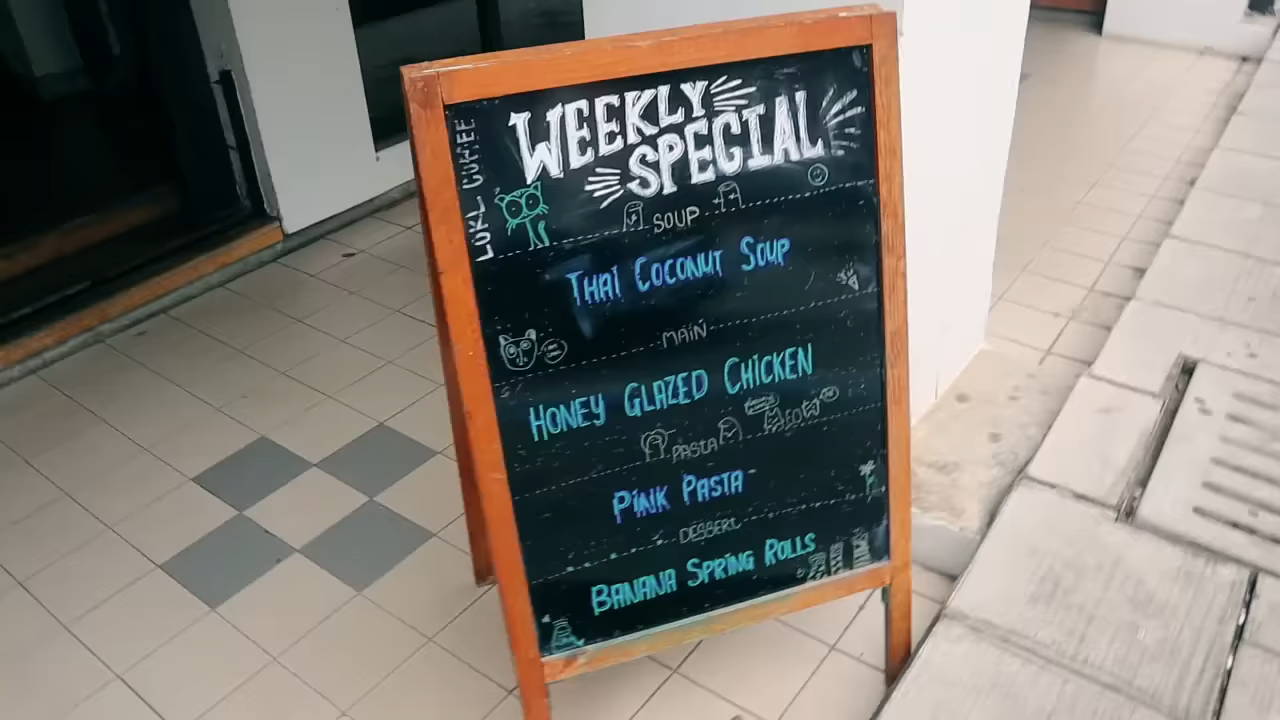 WEEKLY
SPECIAL
LOKL COFFEE
SOUP
THAI COCONUT SOUP
MAIN
HONEY GLAZED CHICKEN
PASTA
PINK PASTA
DESSERT
BANANA SPRING ROLLS